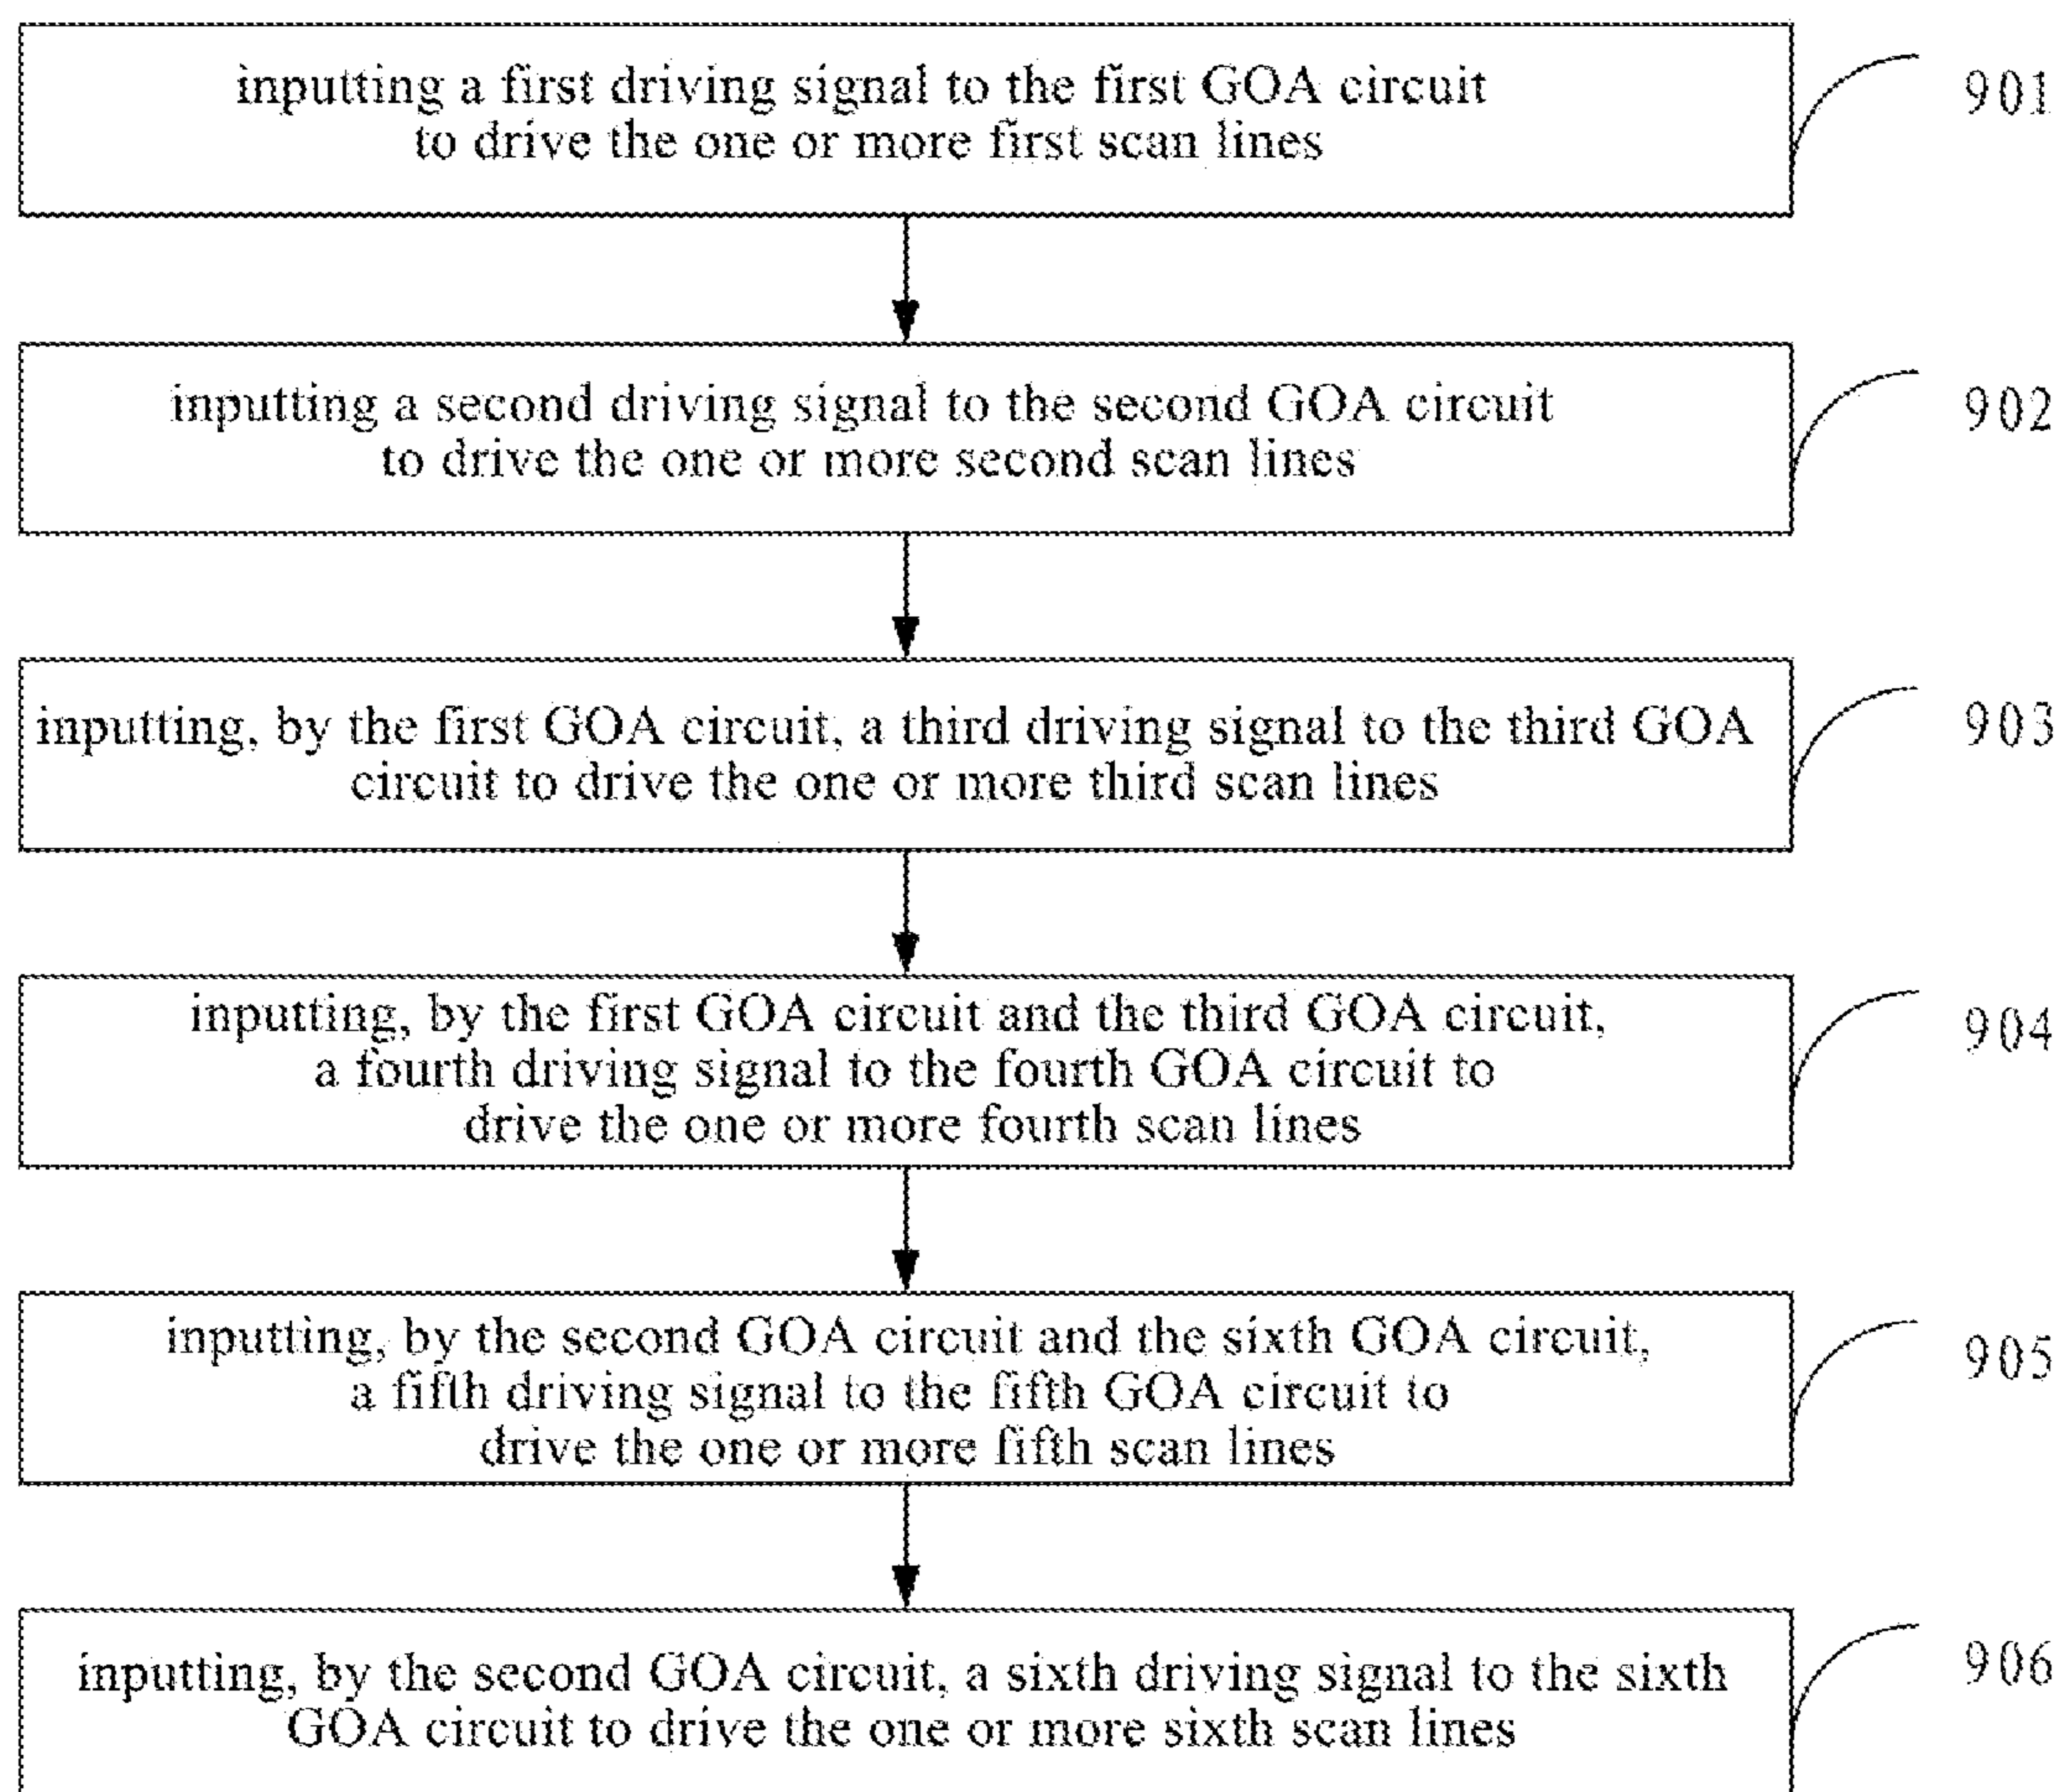 inputting a first driving signal to the first GOA circuit
to drive the one or more first scan lines
901
inputting a second driving signal to the second GOA circuit
to drive the one or more second scan lines
902
inputting, by the first GOA circuit, a third driving signal to the third GOA
circuit to drive the one or more third scan lines
903
inputting, by the first GOA circuit and the third GOA circuit,
a fourth driving signal to the fourth GOA circuit to
drive the one or more fourth scan lines
904
inputting, by the second GOA circuit and the sixth GOA circuit,
a fifth driving signal to the fifth GOA circuit to
drive the one or more fifth scan lines
905
inputting, by the second GOA circuit, a sixth driving signal to the sixth
GOA circuit to drive the one or more sixth scan lines
906